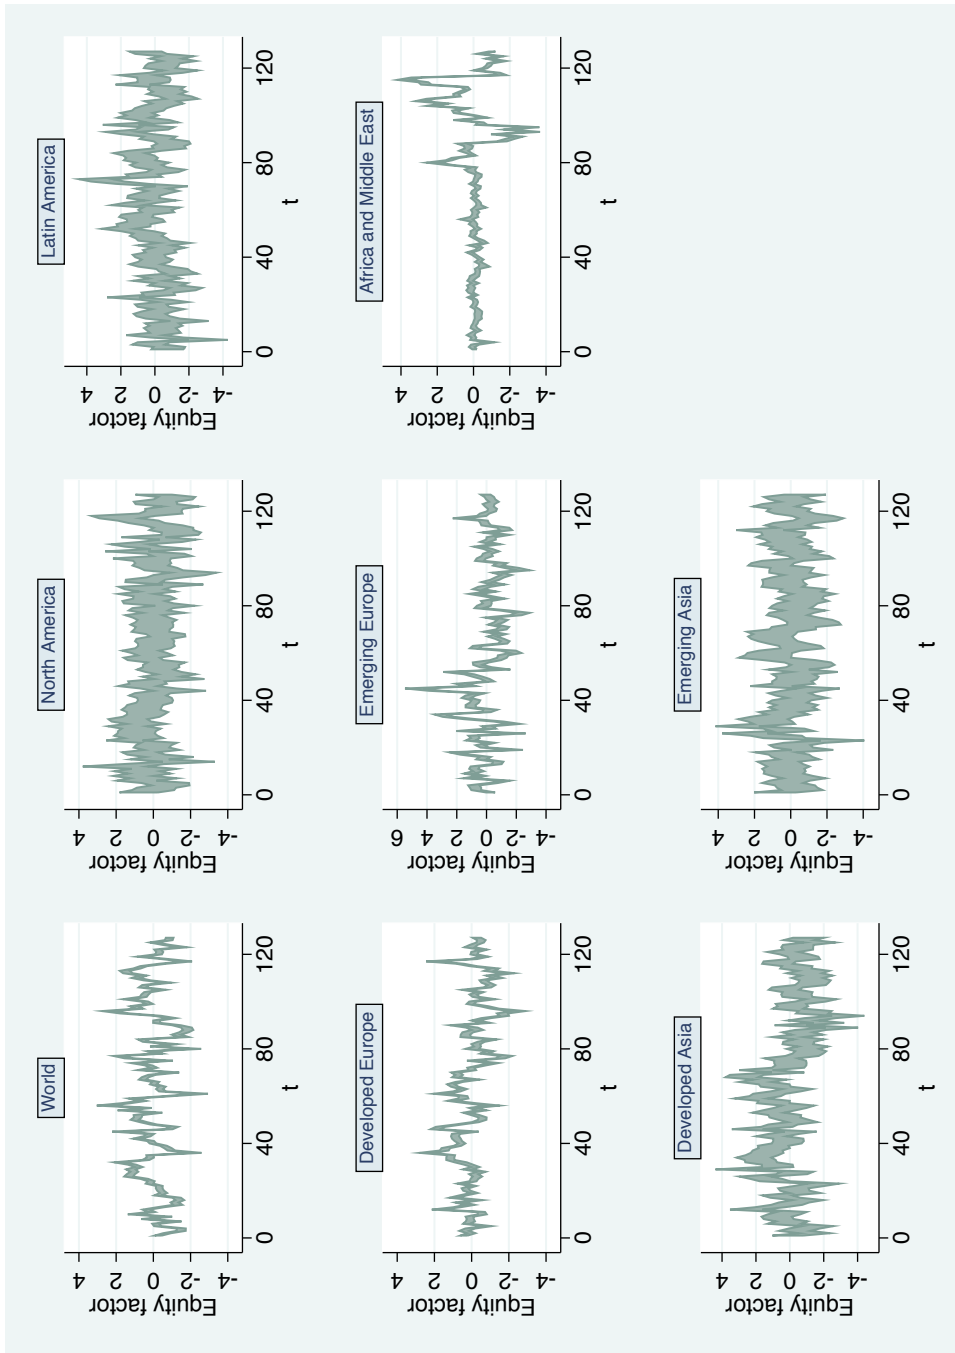 World
Equity factor
4
2
0
-2
-4
0 40 80 120
t
North America
Equity factor
4
2
0
-2
-4
0 40 80 120
t
Latin America
Equity factor
4
2
0
-2
-4
0 40 80 120
t
Developed Europe
Equity factor
4
2
0
-2
-4
0 40 80 120
t
Emerging Europe
Equity factor
6
4
2
0
-2
-4
0 40 80 120
t
Africa and Middle East
Equity factor
4
2
0
-2
-4
0 40 80 120
t
Developed Asia
Equity factor
4
2
0
-2
-4
0 40 80 120
t
Emerging Asia
Equity factor
4
2
0
-2
-4
0 40 80 120
t